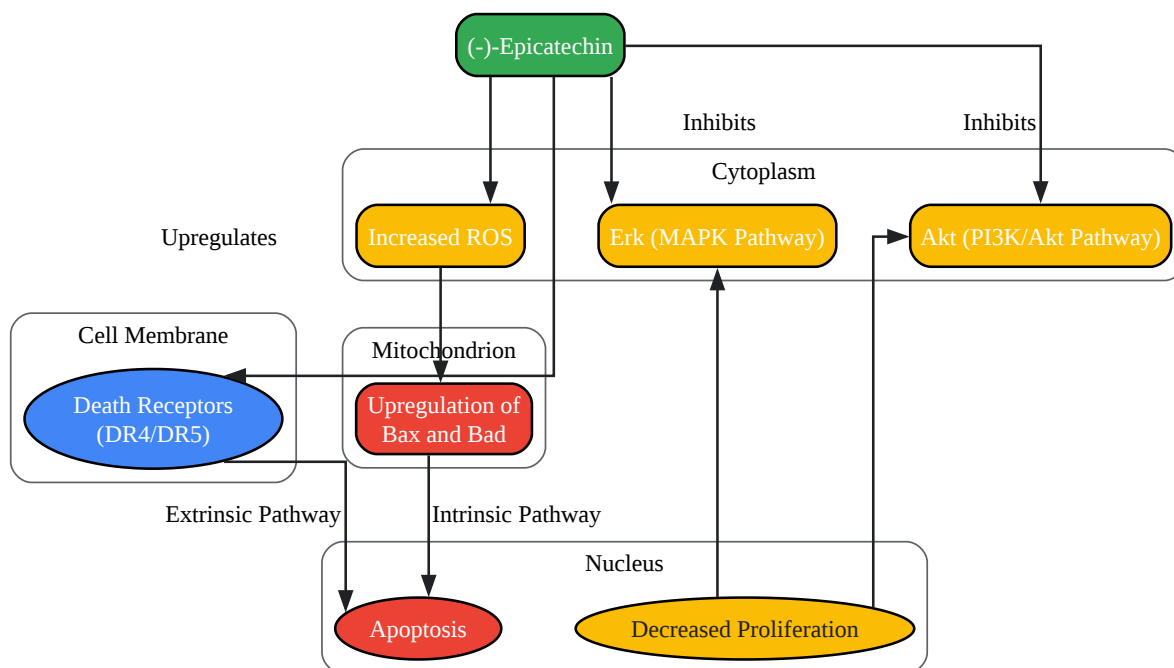 (-)-Epicatechin
Inhibits
Inhibits
Cytoplasm
Increased ROS
Erk (MAPK Pathway)
Akt (PI3K/Akt Pathway)
Upregulates
Cell Membrane
Mitochondrion
Death Receptors
(DR4/DR5)
Upregulation of
Bax and Bad
Extrinsic Pathway
Intrinsic Pathway
Nucleus
Apoptosis
Decreased Proliferation